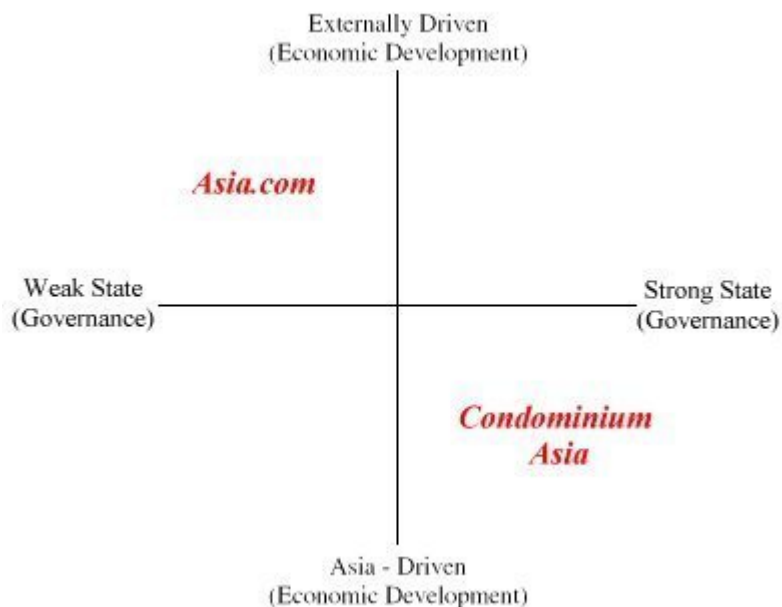 Externally Driven
(Economic Development)
Asia.com
Weak State
(Governance)
Strong State
(Governance)
Condominium
Asia
Asia - Driven
(Economic Development)